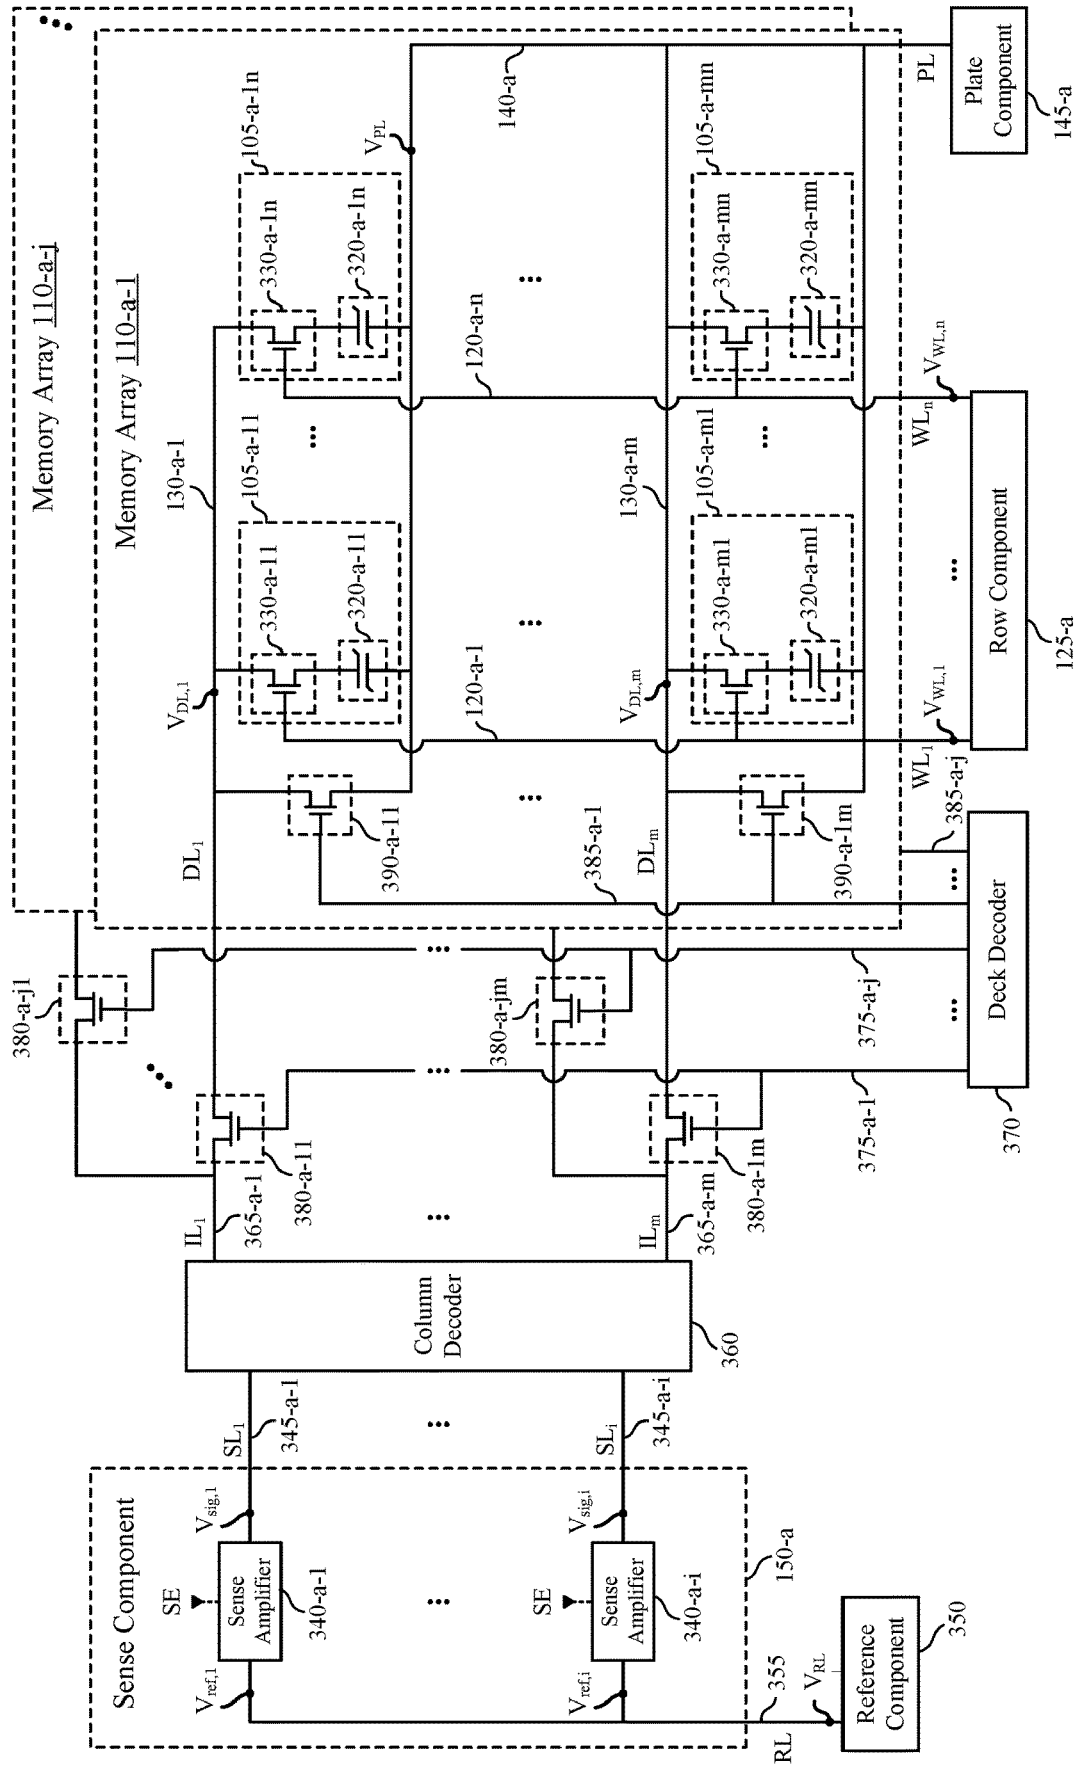 Memory Array 110-a-j
Memory Array 110-a-1
Sense Component
SE
SE
Sense Amplifier
340-a-1
Sense Amplifier
340-a-i
V_ref,1
V_ref,i
V_sig,1
V_sig,i
150-a
RL
355
V_RL
Reference Component
350
SL_1
345-a-1
SL_i
345-a-i
Column Decoder
360
IL_1
365-a-1
IL_m
365-a-m
380-a-11
380-a-1m
380-a-j1
380-a-jm
375-a-1
375-a-j
Deck Decoder
370
385-a-1
385-a-j
DL_1
DL_m
390-a-11
390-a-1m
V_DL,1
V_DL,m
130-a-1
130-a-m
105-a-11
330-a-11
320-a-11
105-a-1n
330-a-1n
320-a-1n
105-a-m1
330-a-m1
320-a-m1
105-a-mn
330-a-mn
320-a-mn
120-a-1
120-a-n
WL_1
V_WL,1
WL_n
V_WL,n
Row Component
125-a
V_PL
140-a
PL
Plate Component
145-a